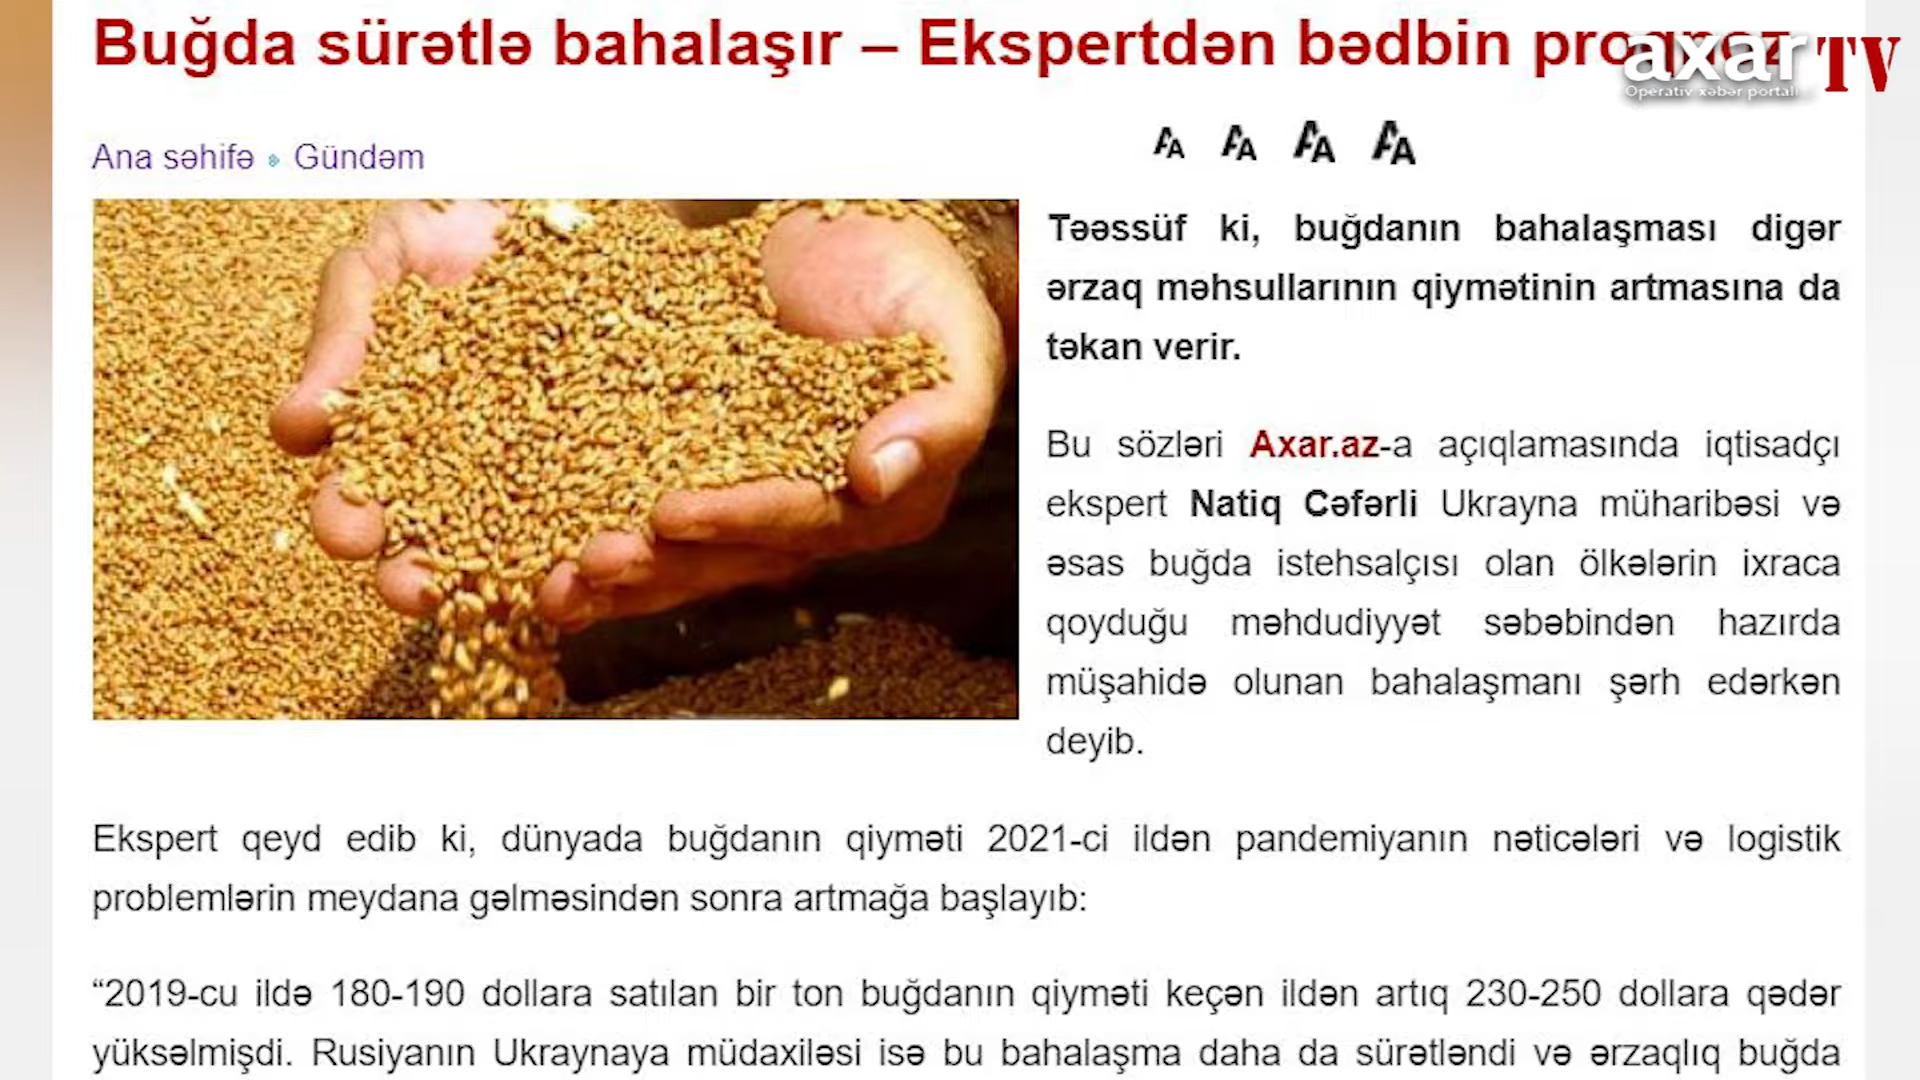 Buğda sürətlə bahalaşır – Ekspertdən bədbin proqnoz
axar TV
Operativ xəbər portalı
Ana səhifə Gündəm
AA AA AA AA
Təəssüf ki, buğdanın bahalaşması digər
ərzaq məhsullarının qiymətinin artmasına da
təkan verir.
Bu sözləri Axar.az-a açıqlamasında iqtisadçı
ekspert Natiq Cəfərli Ukrayna müharibəsi və
əsas buğda istehsalçısı olan ölkələrin ixraca
qoyduğu məhdudiyyət səbəbindən hazırda
müşahidə olunan bahalaşmanı şərh edərkən
deyib.
Ekspert qeyd edib ki, dünyada buğdanın qiyməti 2021-ci ildən pandemiyanın nəticələri və logistik
problemlərin meydana gəlməsindən sonra artmağa başlayıb:
“2019-cu ildə 180-190 dollara satılan bir ton buğdanın qiyməti keçən ildən artıq 230-250 dollara qədər
yüksəlmişdi. Rusiyanın Ukraynaya müdaxiləsi isə bu bahalaşma daha da sürətləndi və ərzaqlıq buğda